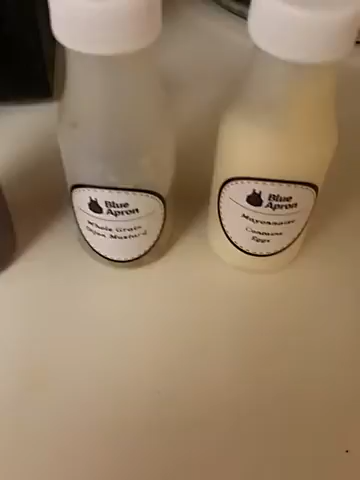 Blue
Apron
Whole Grain
Dijon Mustard
Blue
Apron
Mayonnaise
Contains
Eggs